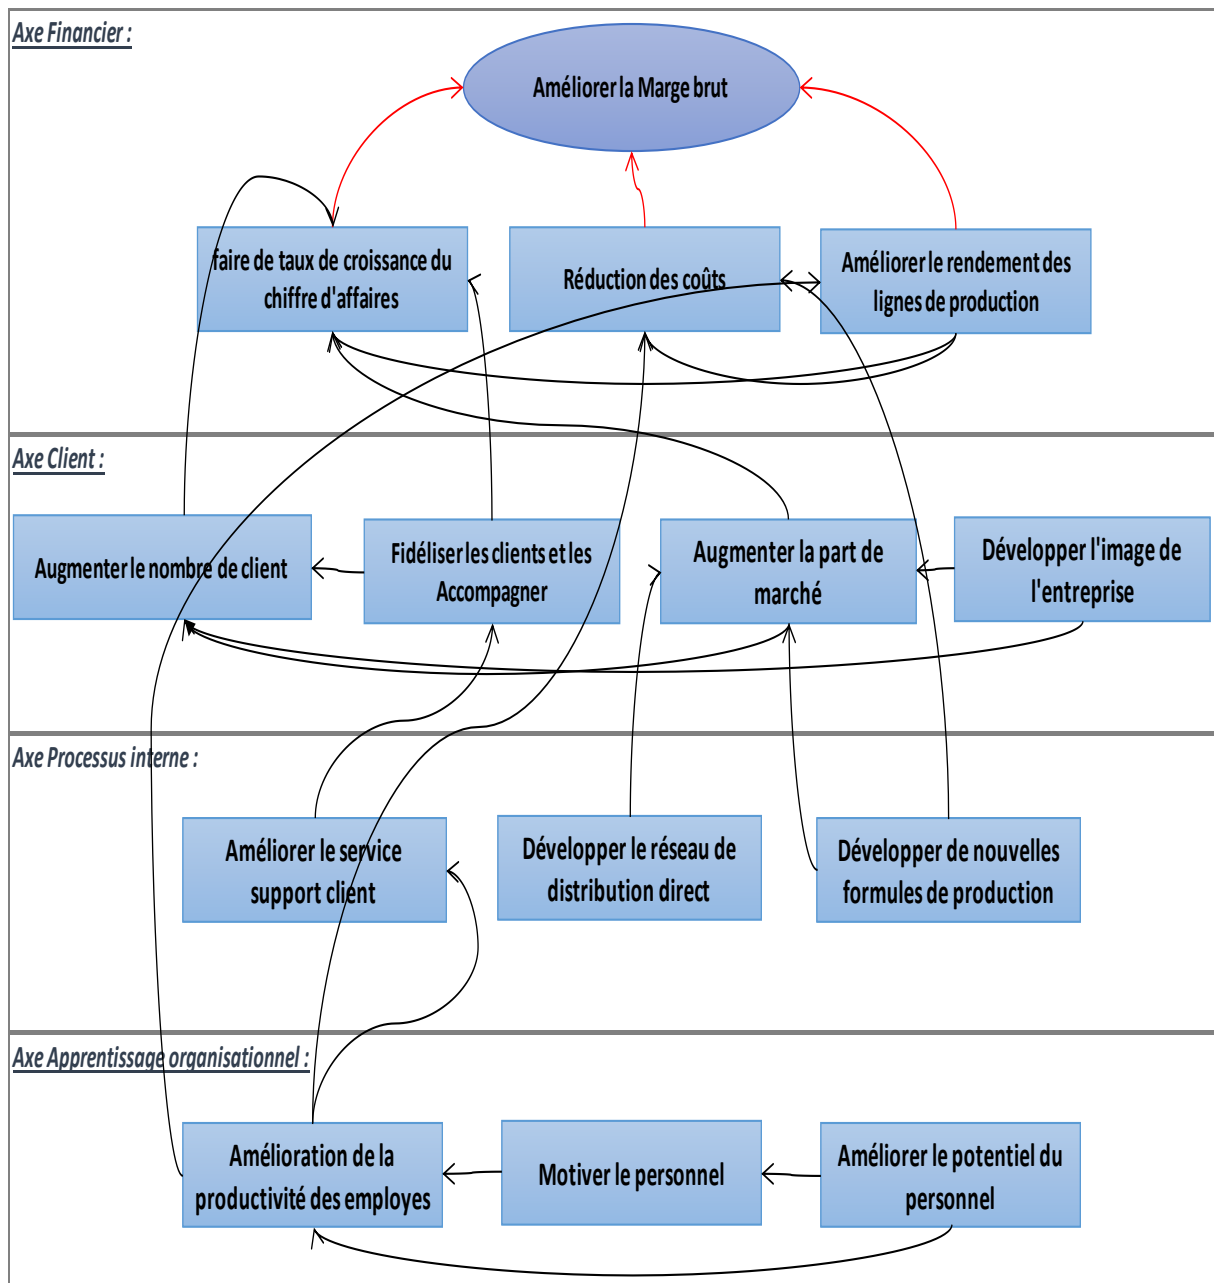 Axe Financier :
Améliorer la Marge brut
faire de taux de croissance du
chiffre d'affaires
Réduction des coûts
Améliorer le rendement des
lignes de production
Axe Client :
Augmenter le nombre de client
Fidéliser les clients et les
Accompagner
Augmenter la part de
marché
Développer l'image de
l'entreprise
Axe Processus interne :
Améliorer le service
support client
Développer le réseau de
distribution direct
Développer de nouvelles
formules de production
Axe Apprentissage organisationnel :
Amélioration de la
productivité des employes
Motiver le personnel
Améliorer le potentiel du
personnel